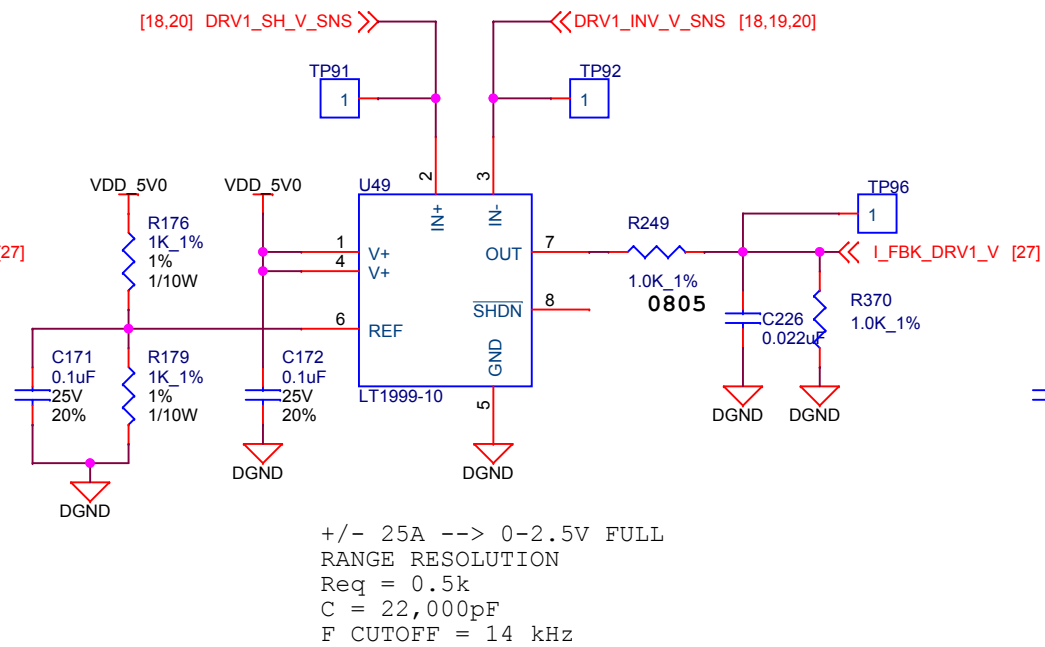 [18,20] DRV1_SH_V_SNS
DRV1_INV_V_SNS [18,19,20]
TP91
1
TP92
1
2
3
VDD_5V0
VDD_5V0
U49
IN+
IN-
TP96
1
R176
1K_1%
1%
1/10W
27]
1
4
V+
V+
OUT
7
R249
1.0K_1%
0805
I_FBK_DRV1_V [27]
SHDN
8
6
REF
GND
5
LT1999-10
C226
0.022uF
R370
1.0K_1%
C171
0.1uF
25V
20%
R179
1K_1%
1%
1/10W
C172
0.1uF
25V
20%
DGND
DGND
DGND
DGND
DGND
+/- 25A --> 0-2.5V FULL
RANGE RESOLUTION
Req = 0.5k
C = 22,000pF
F CUTOFF = 14 kHz